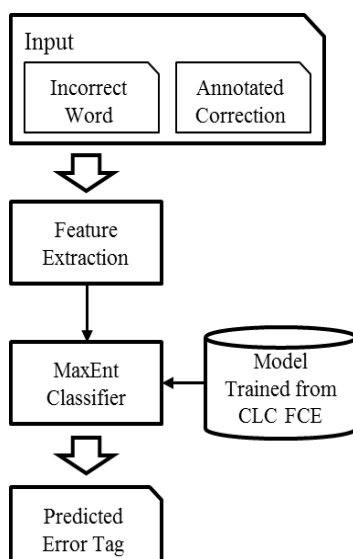 Input
Incorrect
Word
Annotated
Correction
Feature
Extraction
MaxEnt
Classifier
Model
Trained from
CLC FCE
Predicted
Error Tag